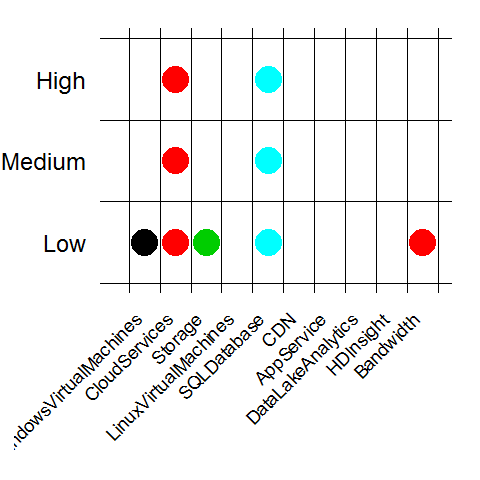 High
Medium
Low
ndowsVirtualMachines
CloudServices
Storage
LinuxVirtualMachines
SQLDatabase
CDN
AppService
DataLakeAnalytics
HDInsight
Bandwidth